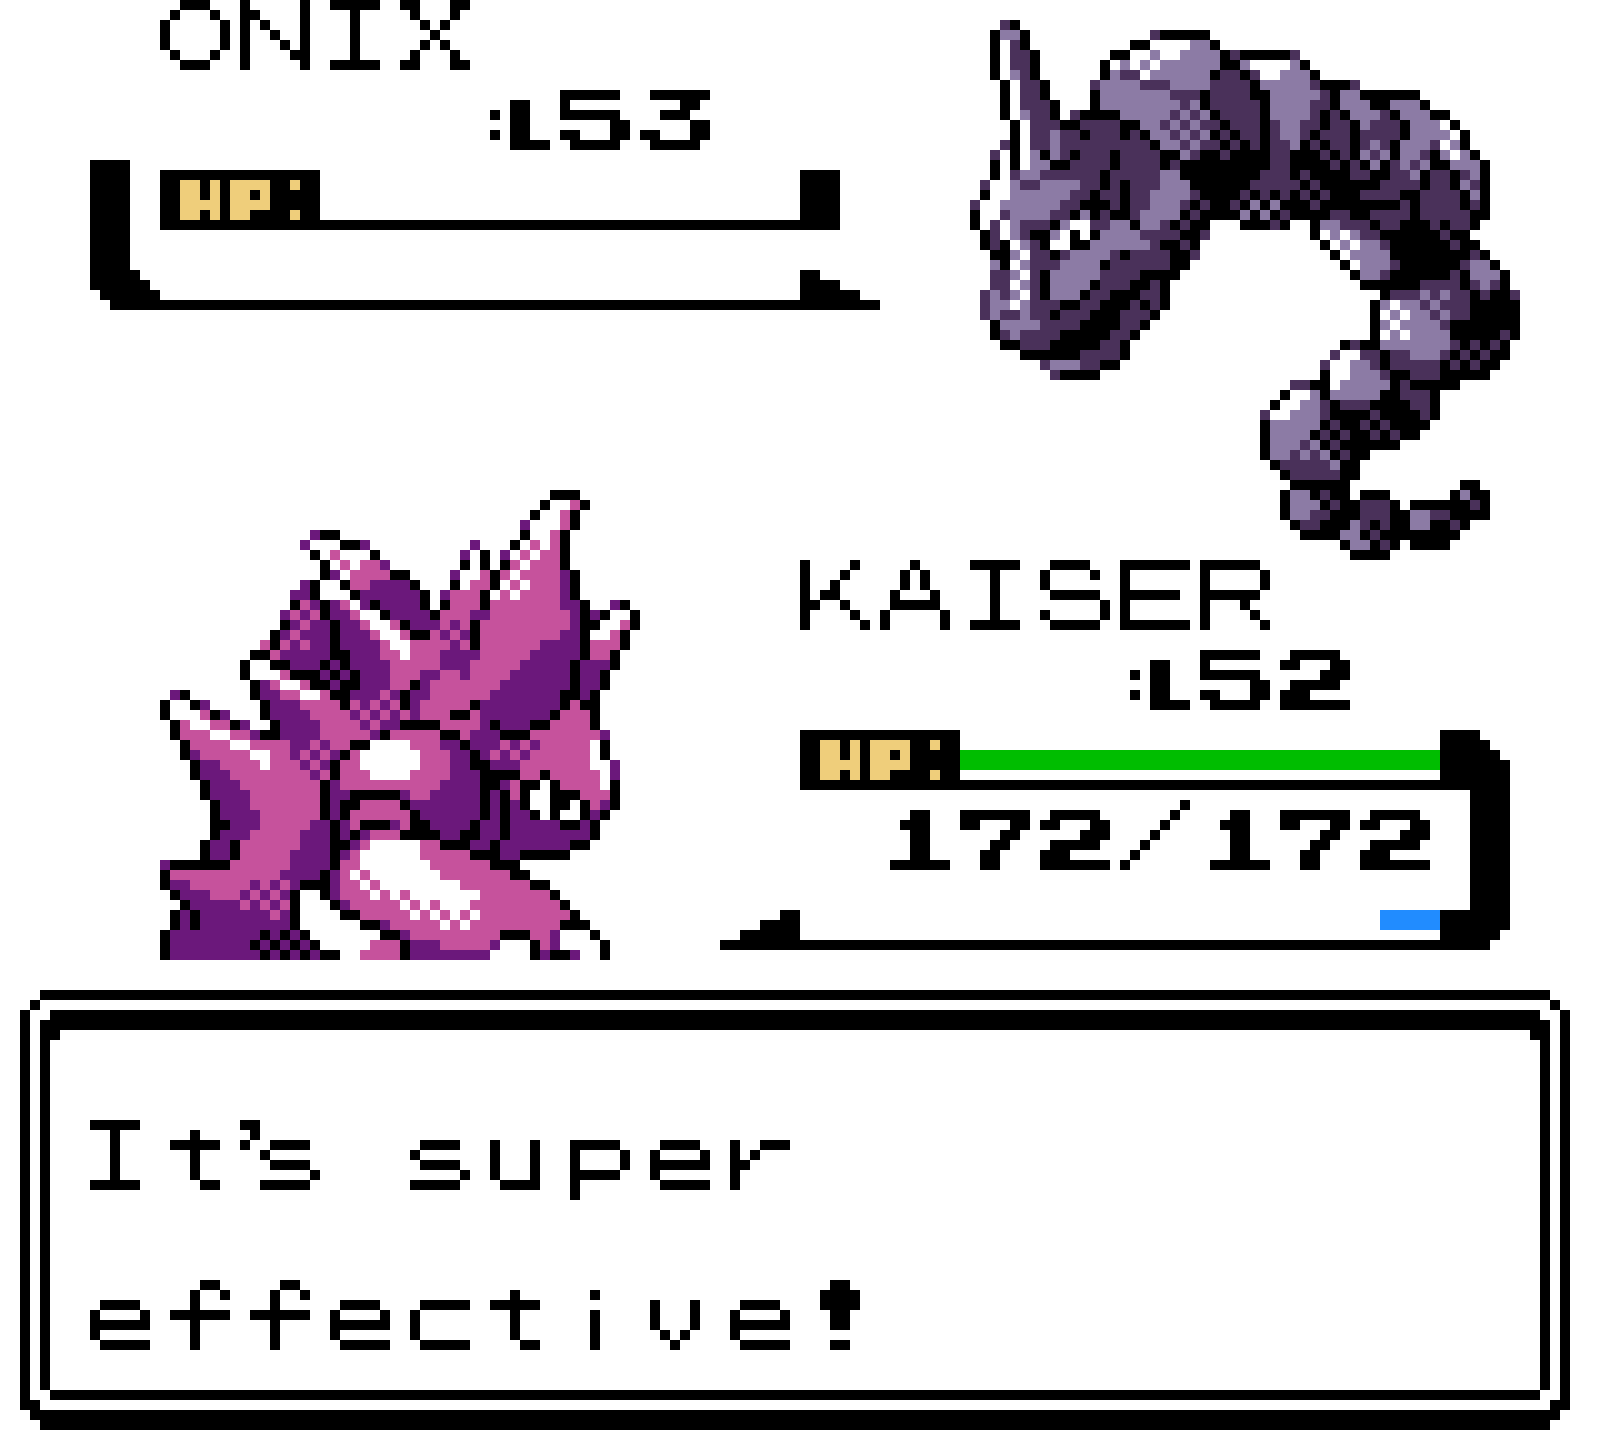 ONIX
:L53
HP:
KAISER
:L52
HP:
172/172
It's super
effective!